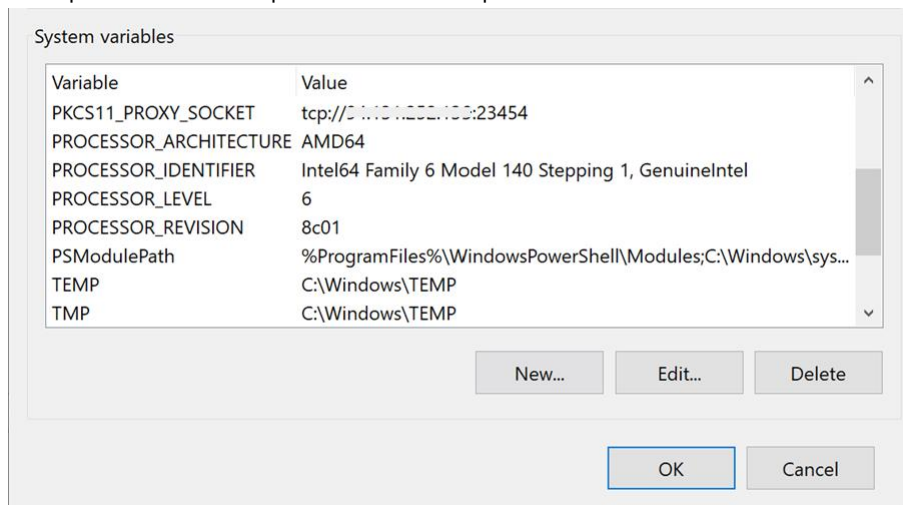 System variables
Variable Value
PKCS11_PROXY_SOCKET tcp:// :23454
PROCESSOR_ARCHITECTURE AMD64
PROCESSOR_IDENTIFIER Intel64 Family 6 Model 140 Stepping 1, GenuineIntel
PROCESSOR_LEVEL 6
PROCESSOR_REVISION 8c01
PSModulePath %ProgramFiles%\WindowsPowerShell\Modules;C:\Windows\sys...
TEMP C:\Windows\TEMP
TMP C:\Windows\TEMP
New... Edit... Delete
OK Cancel